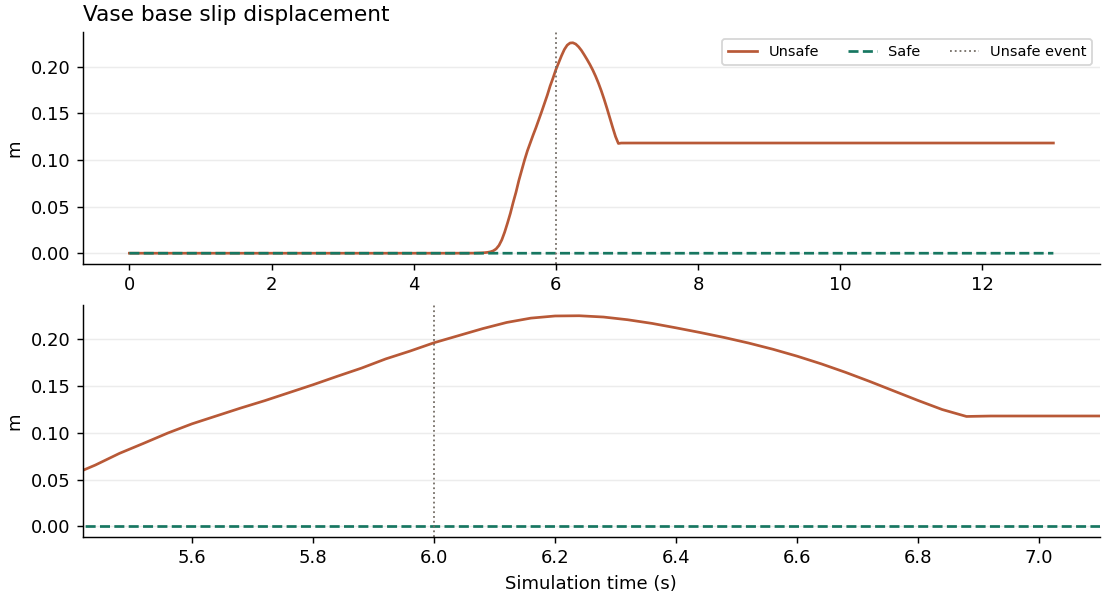 Vase base slip displacement
Unsafe Safe Unsafe event
0.20
0.15
0.10
0.05
0.00
m
0 2 4 6 8 10 12
0.20
0.15
0.10
0.05
0.00
m
5.6 5.8 6.0 6.2 6.4 6.6 6.8 7.0
Simulation time (s)